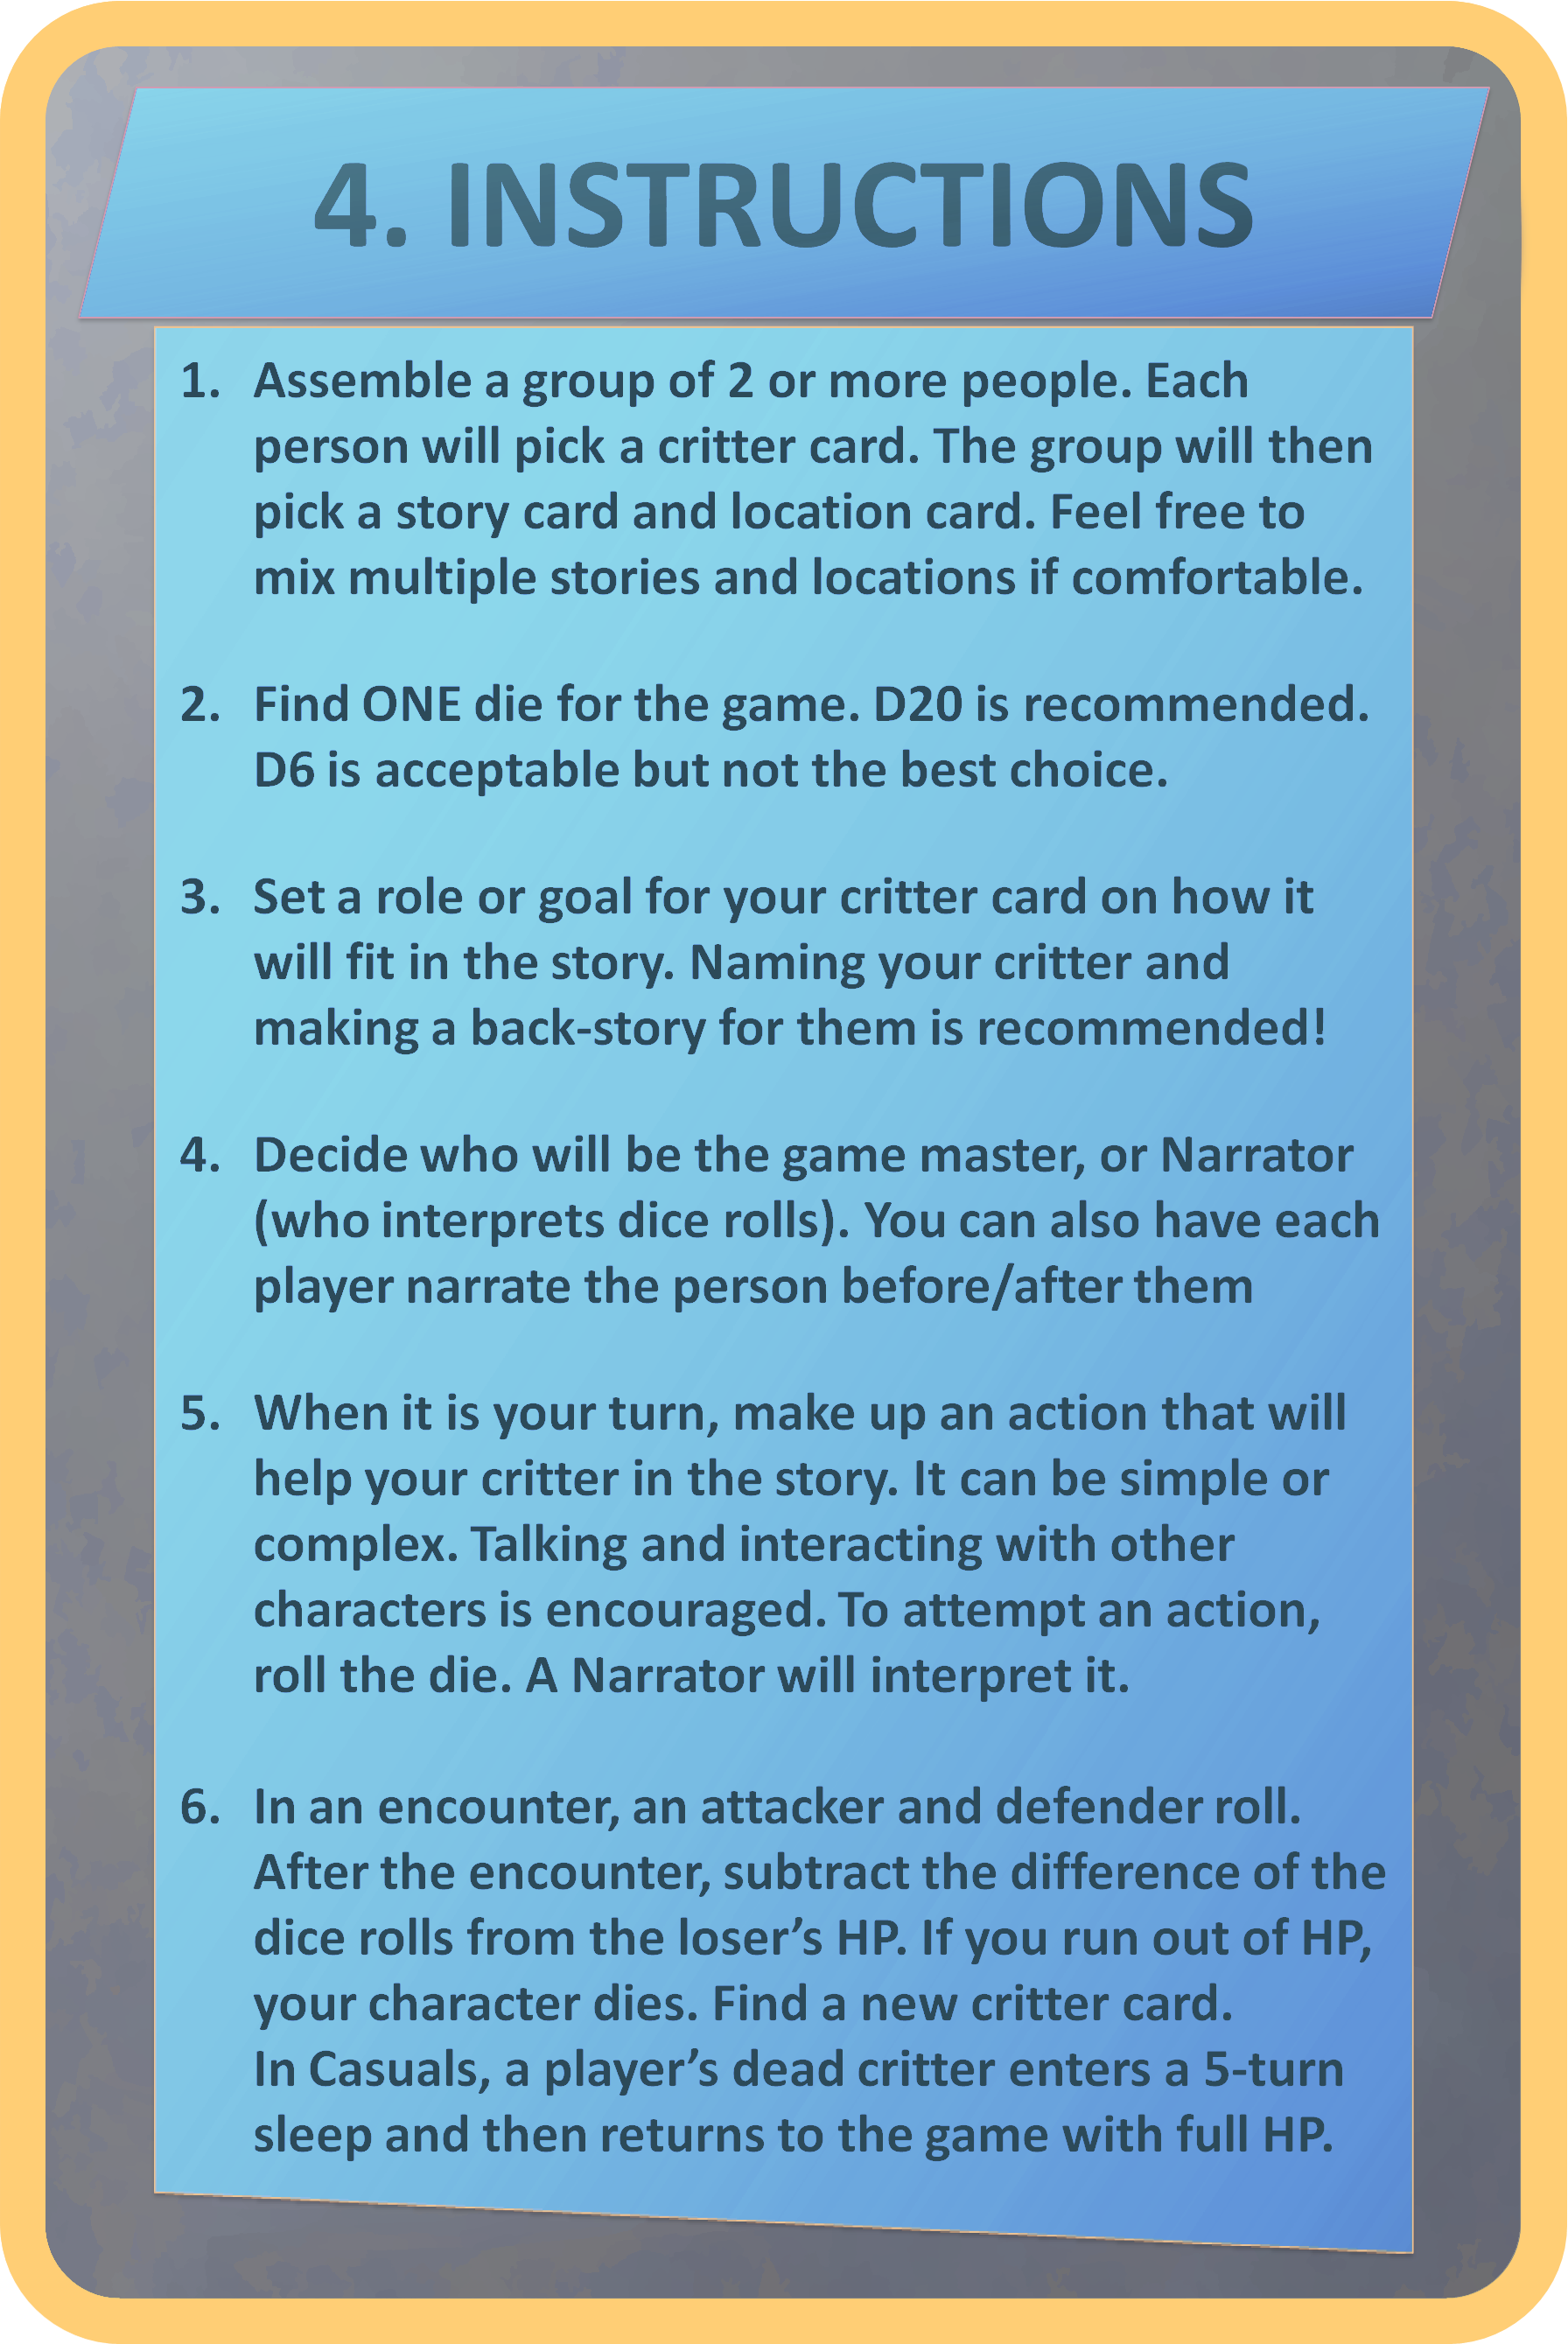 4. INSTRUCTIONS
1. Assemble a group of 2 or more people. Each
person will pick a critter card. The group will then
pick a story card and location card. Feel free to
mix multiple stories and locations if comfortable.
2. Find ONE die for the game. D20 is recommended.
D6 is acceptable but not the best choice.
3. Set a role or goal for your critter card on how it
will fit in the story. Naming your critter and
making a back-story for them is recommended!
4. Decide who will be the game master, or Narrator
(who interprets dice rolls). You can also have each
player narrate the person before/after them
5. When it is your turn, make up an action that will
help your critter in the story. It can be simple or
complex. Talking and interacting with other
characters is encouraged. To attempt an action,
roll the die. A Narrator will interpret it.
6. In an encounter, an attacker and defender roll.
After the encounter, subtract the difference of the
dice rolls from the loser’s HP. If you run out of HP,
your character dies. Find a new critter card.
In Casuals, a player’s dead critter enters a 5-turn
sleep and then returns to the game with full HP.